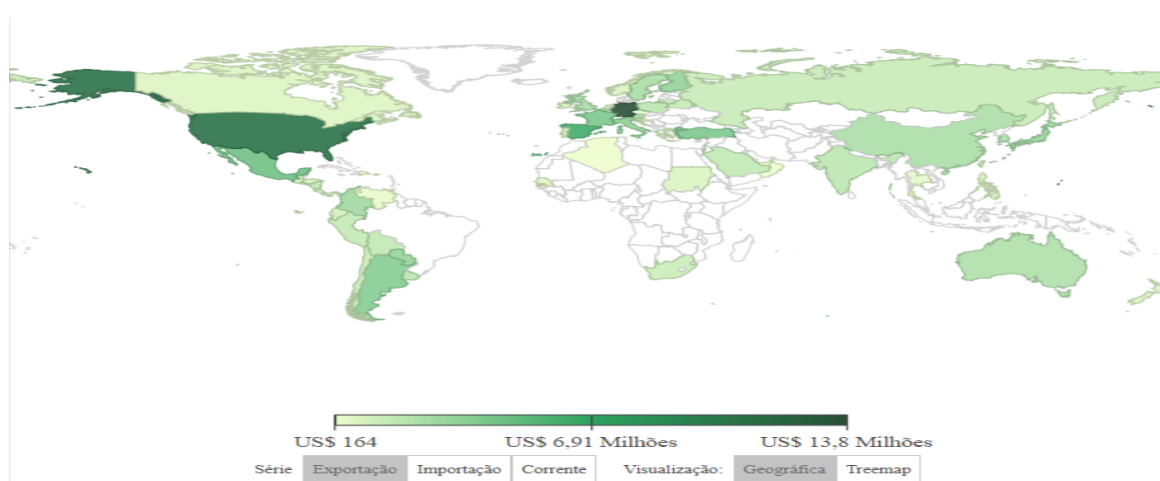 US$ 164 US$ 6,91 Milhões US$ 13,8 Milhões
Série Exportação Importação Corrente Visualização: Geográfica Treemap